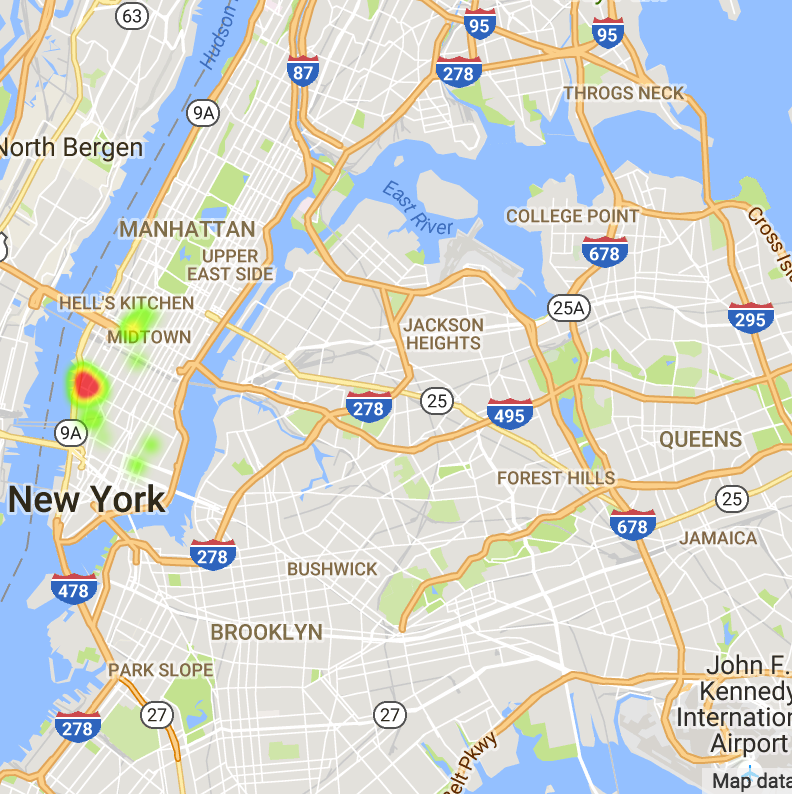 63
Hudson
95
95
87
278
THROGS NECK
9A
North Bergen
East River
COLLEGE POINT
MANHATTAN
UPPER
EAST SIDE
678
Cross Isla
HELL'S KITCHEN
25A
295
MIDTOWN
JACKSON
HEIGHTS
278
25
495
9A
QUEENS
FOREST HILLS
New York
25
678
278
JAMAICA
BUSHWICK
478
BROOKLYN
PARK SLOPE
John F.
Kennedy
Internation
Airport
27
27
278
elt Pkwy
Map data